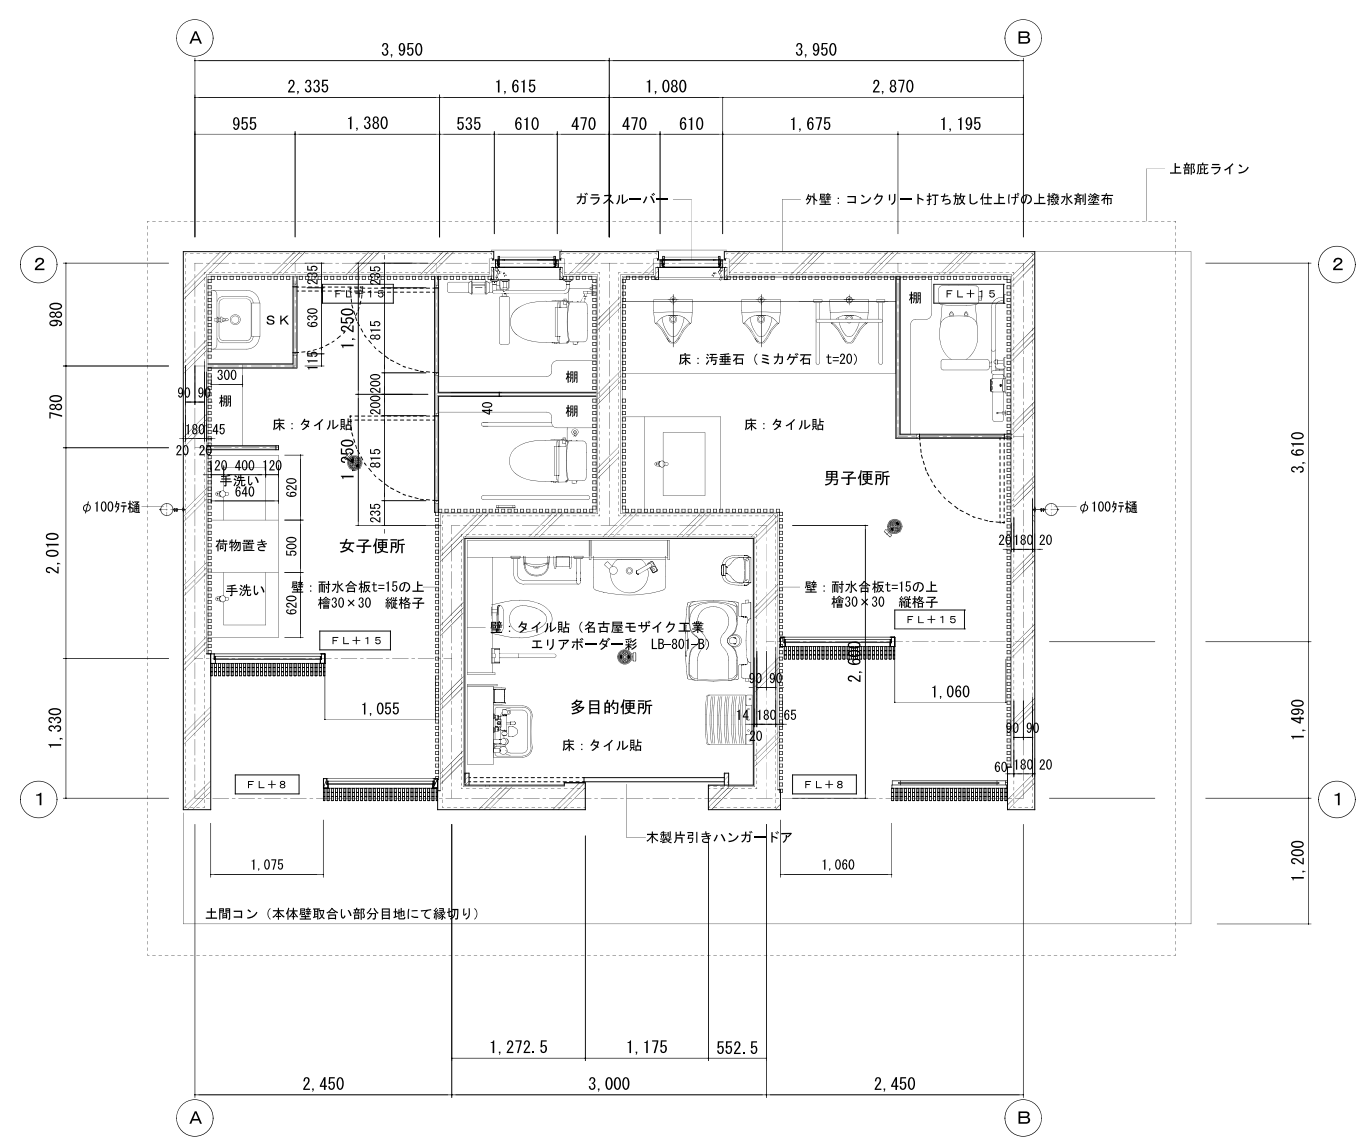 A
B
3,950
3,950
2,335
1,615
1,080
2,870
955
1,380
535
610
470
470
610
1,675
1,195
上部庇ライン
ガラスルーバー
外壁：コンクリート打ち放し仕上げの上撥水剤塗布
2
2
235
235
FL+15
棚
FL+15
980
SK
630
1,250
815
115
床：汚垂石（ミカゲ石 t=20）
300
200
棚
90
90
棚
780
200
40
棚
180
45
床：タイル貼
床：タイル貼
20
20
1,250
3,610
120
400
120
815
手洗い
640
620
男子便所
φ100ﾀﾃ樋
235
φ100ﾀﾃ樋
2,010
荷物置き
500
女子便所
20
180
20
手洗い
620
壁：耐水合板t=15の上
檜30×30 縦格子
壁：耐水合板t=15の上
檜30×30 縦格子
FL+15
壁：タイル貼（名古屋モザイク工業
エリアボーダー彩 LB-801-B）
FL+15
2,600
90
90
1,055
多目的便所
1,060
14
180
65
20
1,330
1,490
床：タイル貼
90
90
60
180
20
FL+8
FL+8
1
1
木製片引きハンガードア
1,075
1,060
1,200
土間コン（本体壁取合い部分目地にて縁切り）
1,272.5
1,175
552.5
2,450
3,000
2,450
A
B